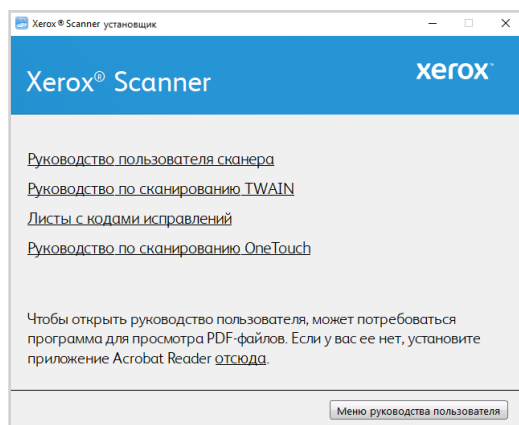 Xerox® Scanner установщик
Xerox® Scanner
xerox™
Руководство пользователя сканера
Руководство по сканированию TWAIN
Листы с кодами исправлений
Руководство по сканированию OneTouch
Чтобы открыть руководство пользователя, может потребоваться
программа для просмотра PDF-файлов. Если у вас ее нет, установите
приложение Acrobat Reader отсюда.
Меню руководства пользователя